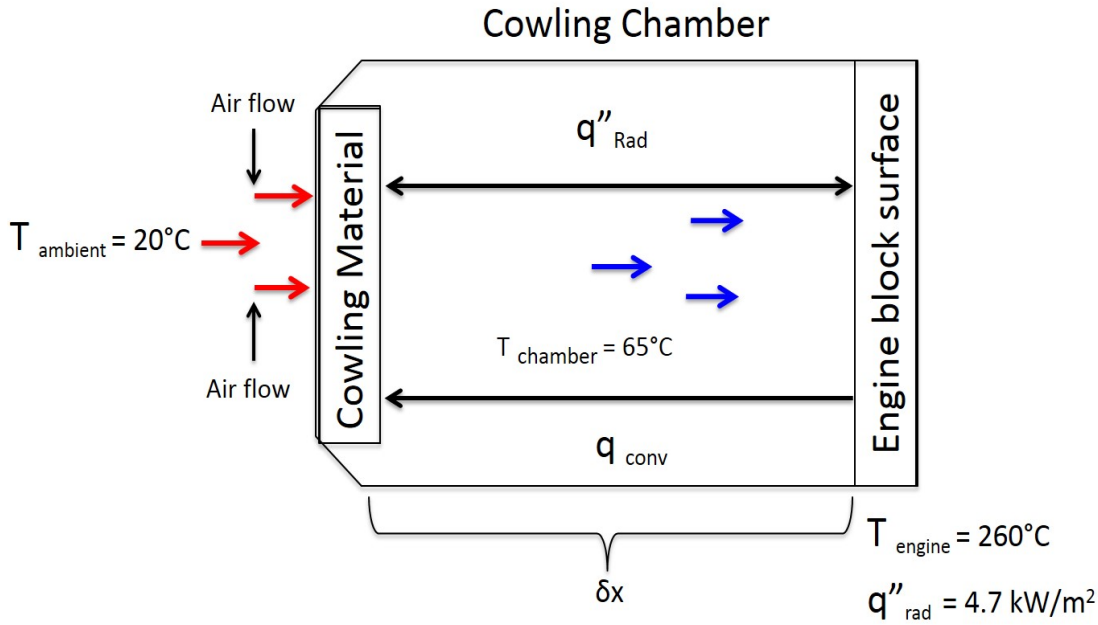 Cowling Chamber
Air flow
q”Rad
T ambient = 20°C
Cowling Material
Engine block surface
T chamber = 65°C
Air flow
q conv
T engine = 260°C
δx
q”rad = 4.7 kW/m²